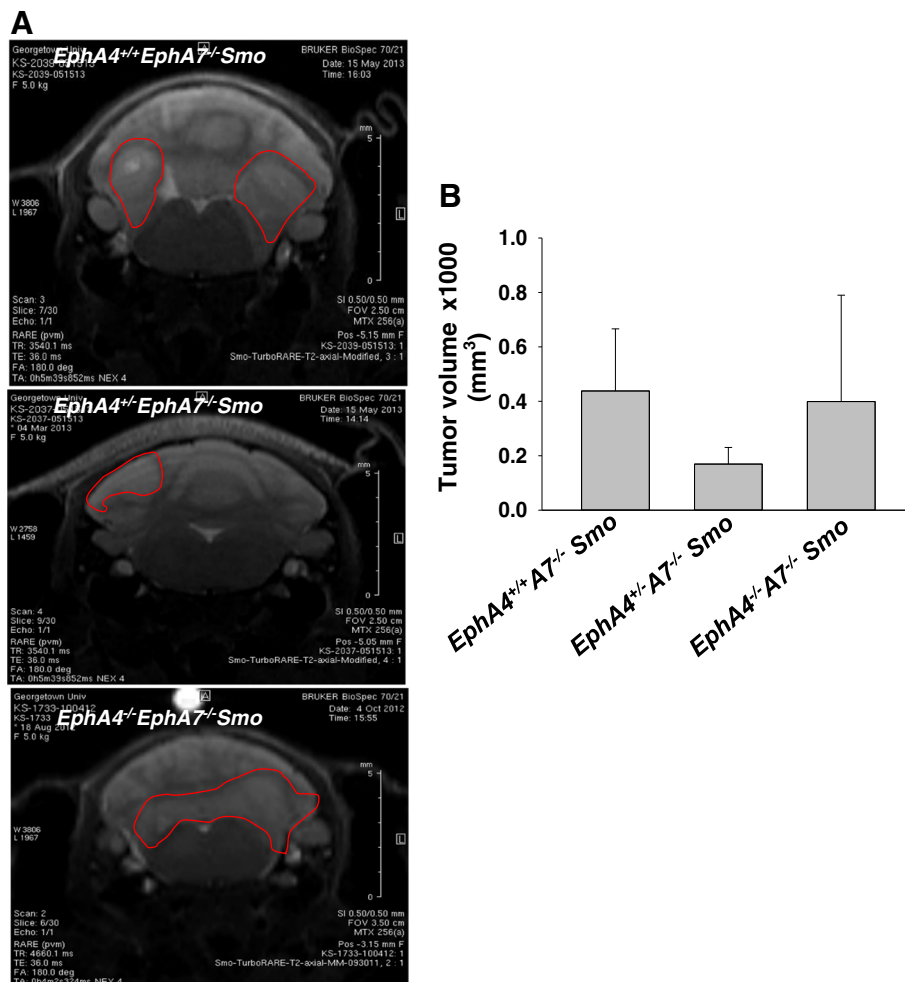 A
Georgetown Univ
BRUKER BioSpec 70/21
EphA4+/+EphA7-/-Smo
KS-2039-051513
KS-2039-051513
F 5.0 kg
Date: 15 May 2013
Time: 16:03
A
mm
5
0
W 3806
L 1967
L
Scan: 3
Slice: 7/30
Echo: 1/1
RARE (pvm)
TR: 3540.1 ms
TE: 36.0 ms
FA: 180.0 deg
TA: 0h5m39s852ms NEX 4
SI 0.50/0.50 mm
FOV 2.50 cm
MTX 256(a)
Pos -5.15 mm F
KS-2039-051513: 1
Smo-TurboRARE-T2-axial-Modified, 3 : 1
Georgetown Univ
BRUKER BioSpec 70/21
EphA4+/-EphA7-/-Smo
KS-2037-051513
* 04 Mar 2013
F 5.0 kg
Date: 15 May 2013
Time: 14:14
A
mm
5
0
W 2758
L 1459
L
Scan: 4
Slice: 9/30
Echo: 1/1
RARE (pvm)
TR: 3540.1 ms
TE: 36.0 ms
FA: 180.0 deg
TA: 0h5m39s852ms NEX 4
SI 0.50/0.50 mm
FOV 2.50 cm
MTX 256(a)
Pos -5.05 mm F
KS-2037-051513: 1
Smo-TurboRARE-T2-axial-Modified, 4 : 1
Georgetown Univ
BRUKER BioSpec 70/21
EphA4-/-EphA7-/-Smo
KS-1733-100412
KS-1733
* 18 Aug
F 5.0 kg
Date: 4 Oct 2012
Time: 15:55
A
mm
5
0
W 3806
L 1967
L
Scan: 2
Slice: 6/30
Echo: 1/1
RARE (pvm)
TR: 4660.1 ms
TE: 36.0 ms
FA: 180.0 deg
TA: 0h4m2s324ms NEX 4
SI 0.50/0.50 mm
FOV 3.50 cm
MTX 256(a)
Pos -3.15 mm F
KS-1733-100412: 1
Smo-TurboRARE-T2-axial-MM-093011, 2 : 1
B
Tumor volume x1000
(mm3)
1.0
0.8
0.6
0.4
0.2
0.0
EphA4+/+A7-/- Smo
EphA4+/-A7-/- Smo
EphA4-/-A7-/- Smo